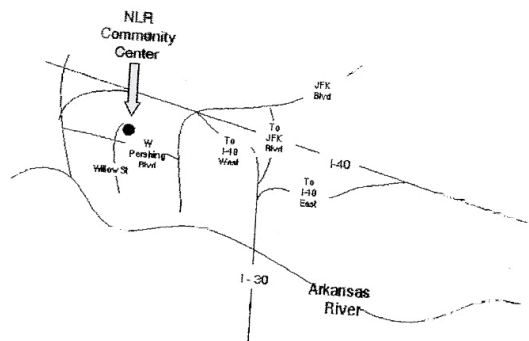 NLR
Community
Center
JFK
Blvd
To
JFK
Blvd
W
Pershing
Blvd
To
I-40
West
I-40
Willow St
To
I-40
East
I - 30
Arkansas
River